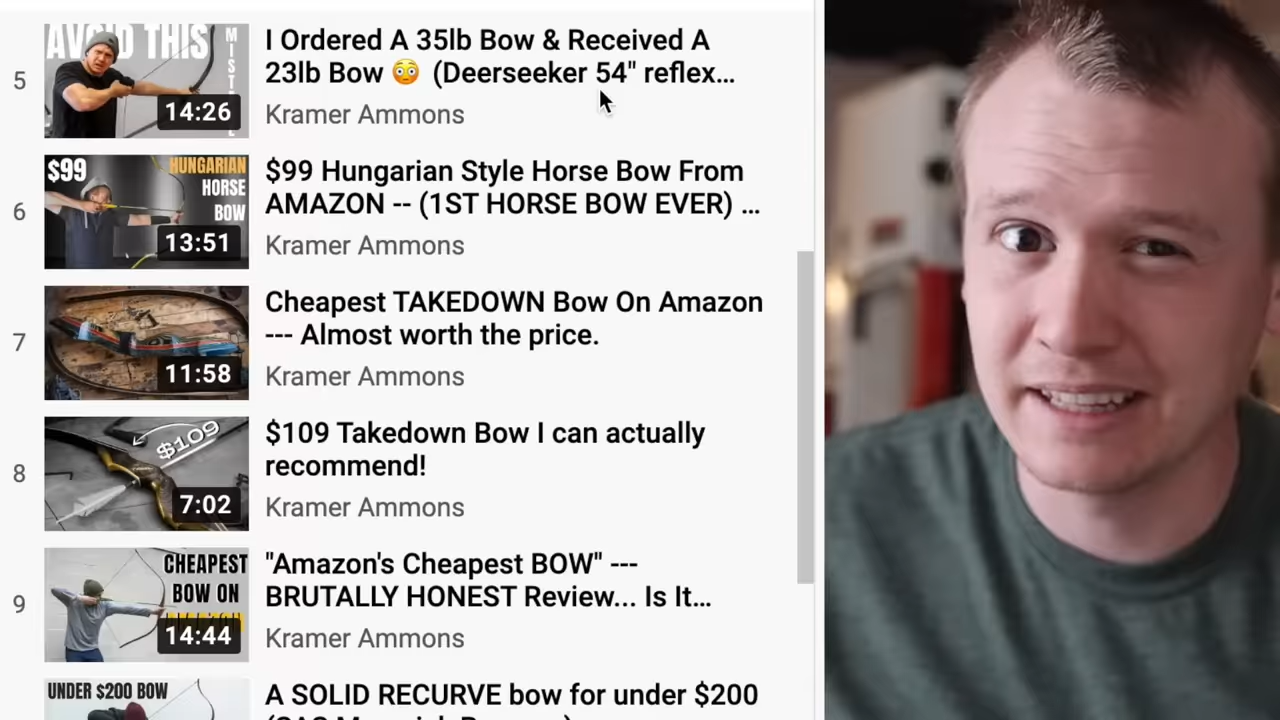 5
AVOID THIS
MIST
L
14:26
I Ordered A 35lb Bow & Received A
23lb Bow 😳 (Deerseeker 54" reflex...
Kramer Ammons
6
$99
HUNGARIAN
HORSE
BOW
13:51
$99 Hungarian Style Horse Bow From
AMAZON -- (1ST HORSE BOW EVER) ...
Kramer Ammons
7
11:58
Cheapest TAKEDOWN Bow On Amazon
--- Almost worth the price.
Kramer Ammons
8
$109
7:02
$109 Takedown Bow I can actually
recommend!
Kramer Ammons
9
CHEAPEST
BOW ON
14:44
"Amazon's Cheapest BOW" ---
BRUTALLY HONEST Review... Is It...
Kramer Ammons
UNDER $200 BOW
A SOLID RECURVE bow for under $200